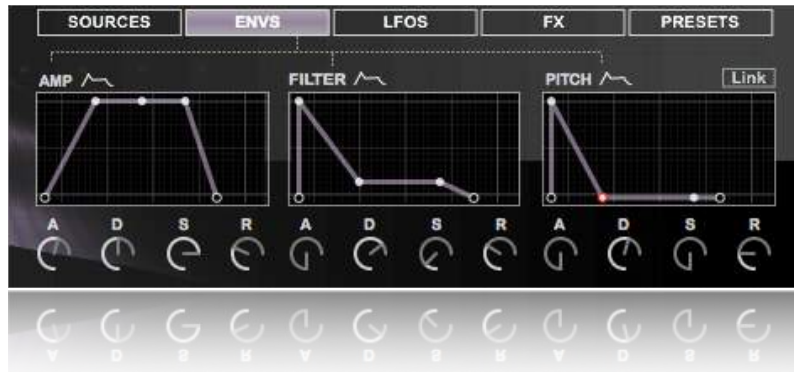 SOURCES ENVS LFOS FX PRESETS
AMP FILTER PITCH Link
A D S R A D S R A D S R